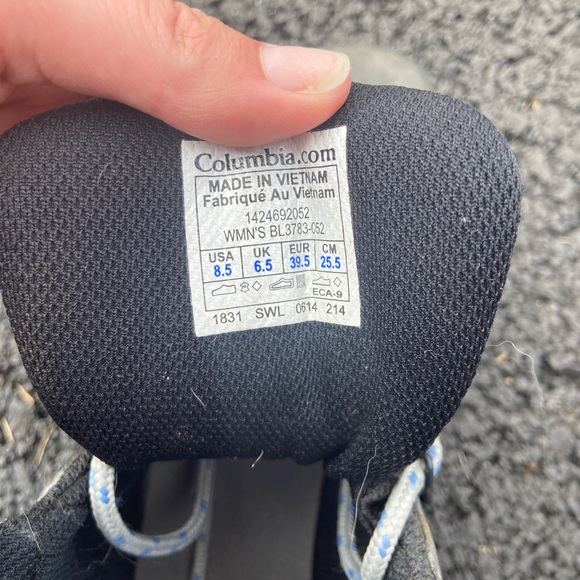 Columbia.com
MADE IN VIETNAM
Fabriqué Au Vietnam
1424692052
WMN'S BL3783-052
USA UK EUR CM
8.5 6.5 39.5 25.5
ECA-9
1831 SWL 0614 214